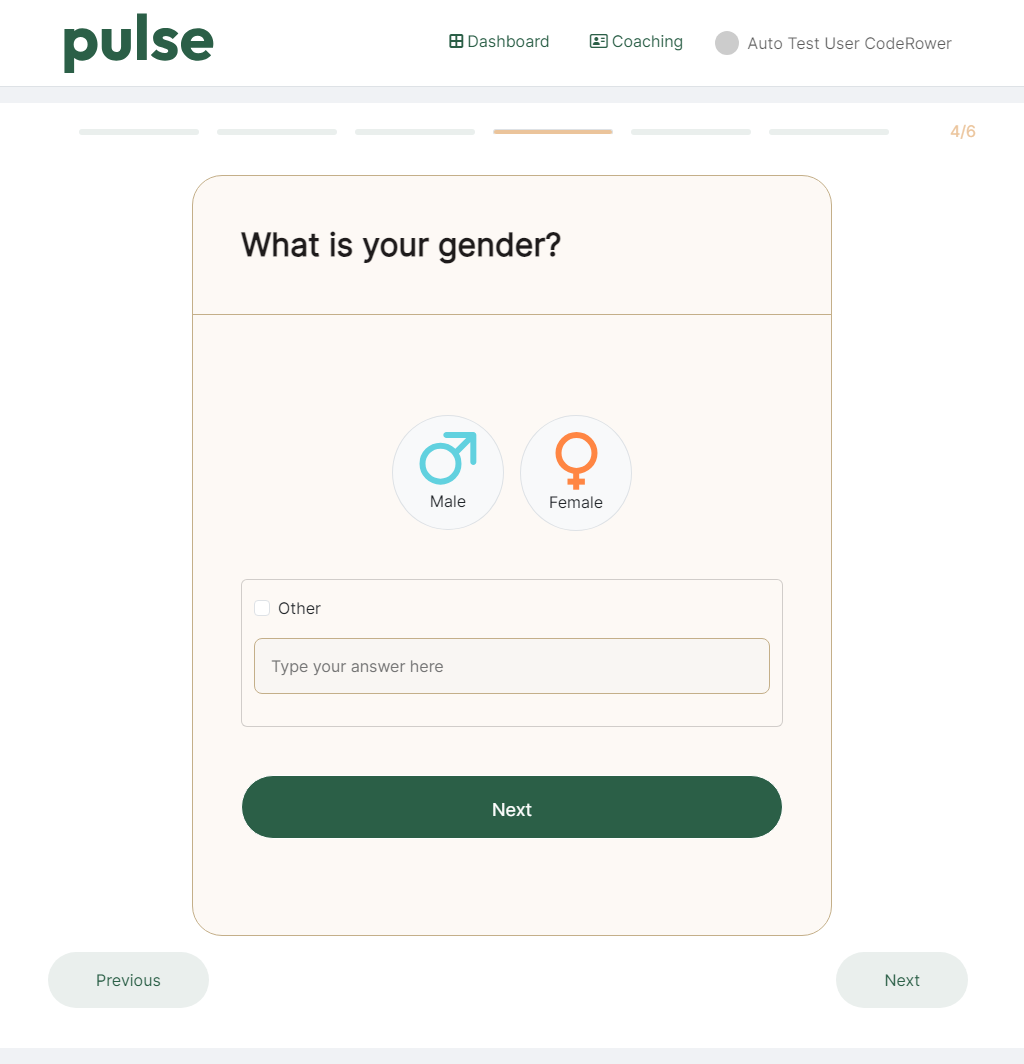 pulse
Dashboard
Coaching
Auto Test User CodeRower
4/6
What is your gender?
Male
Female
Other
Type your answer here
Next
Previous
Next